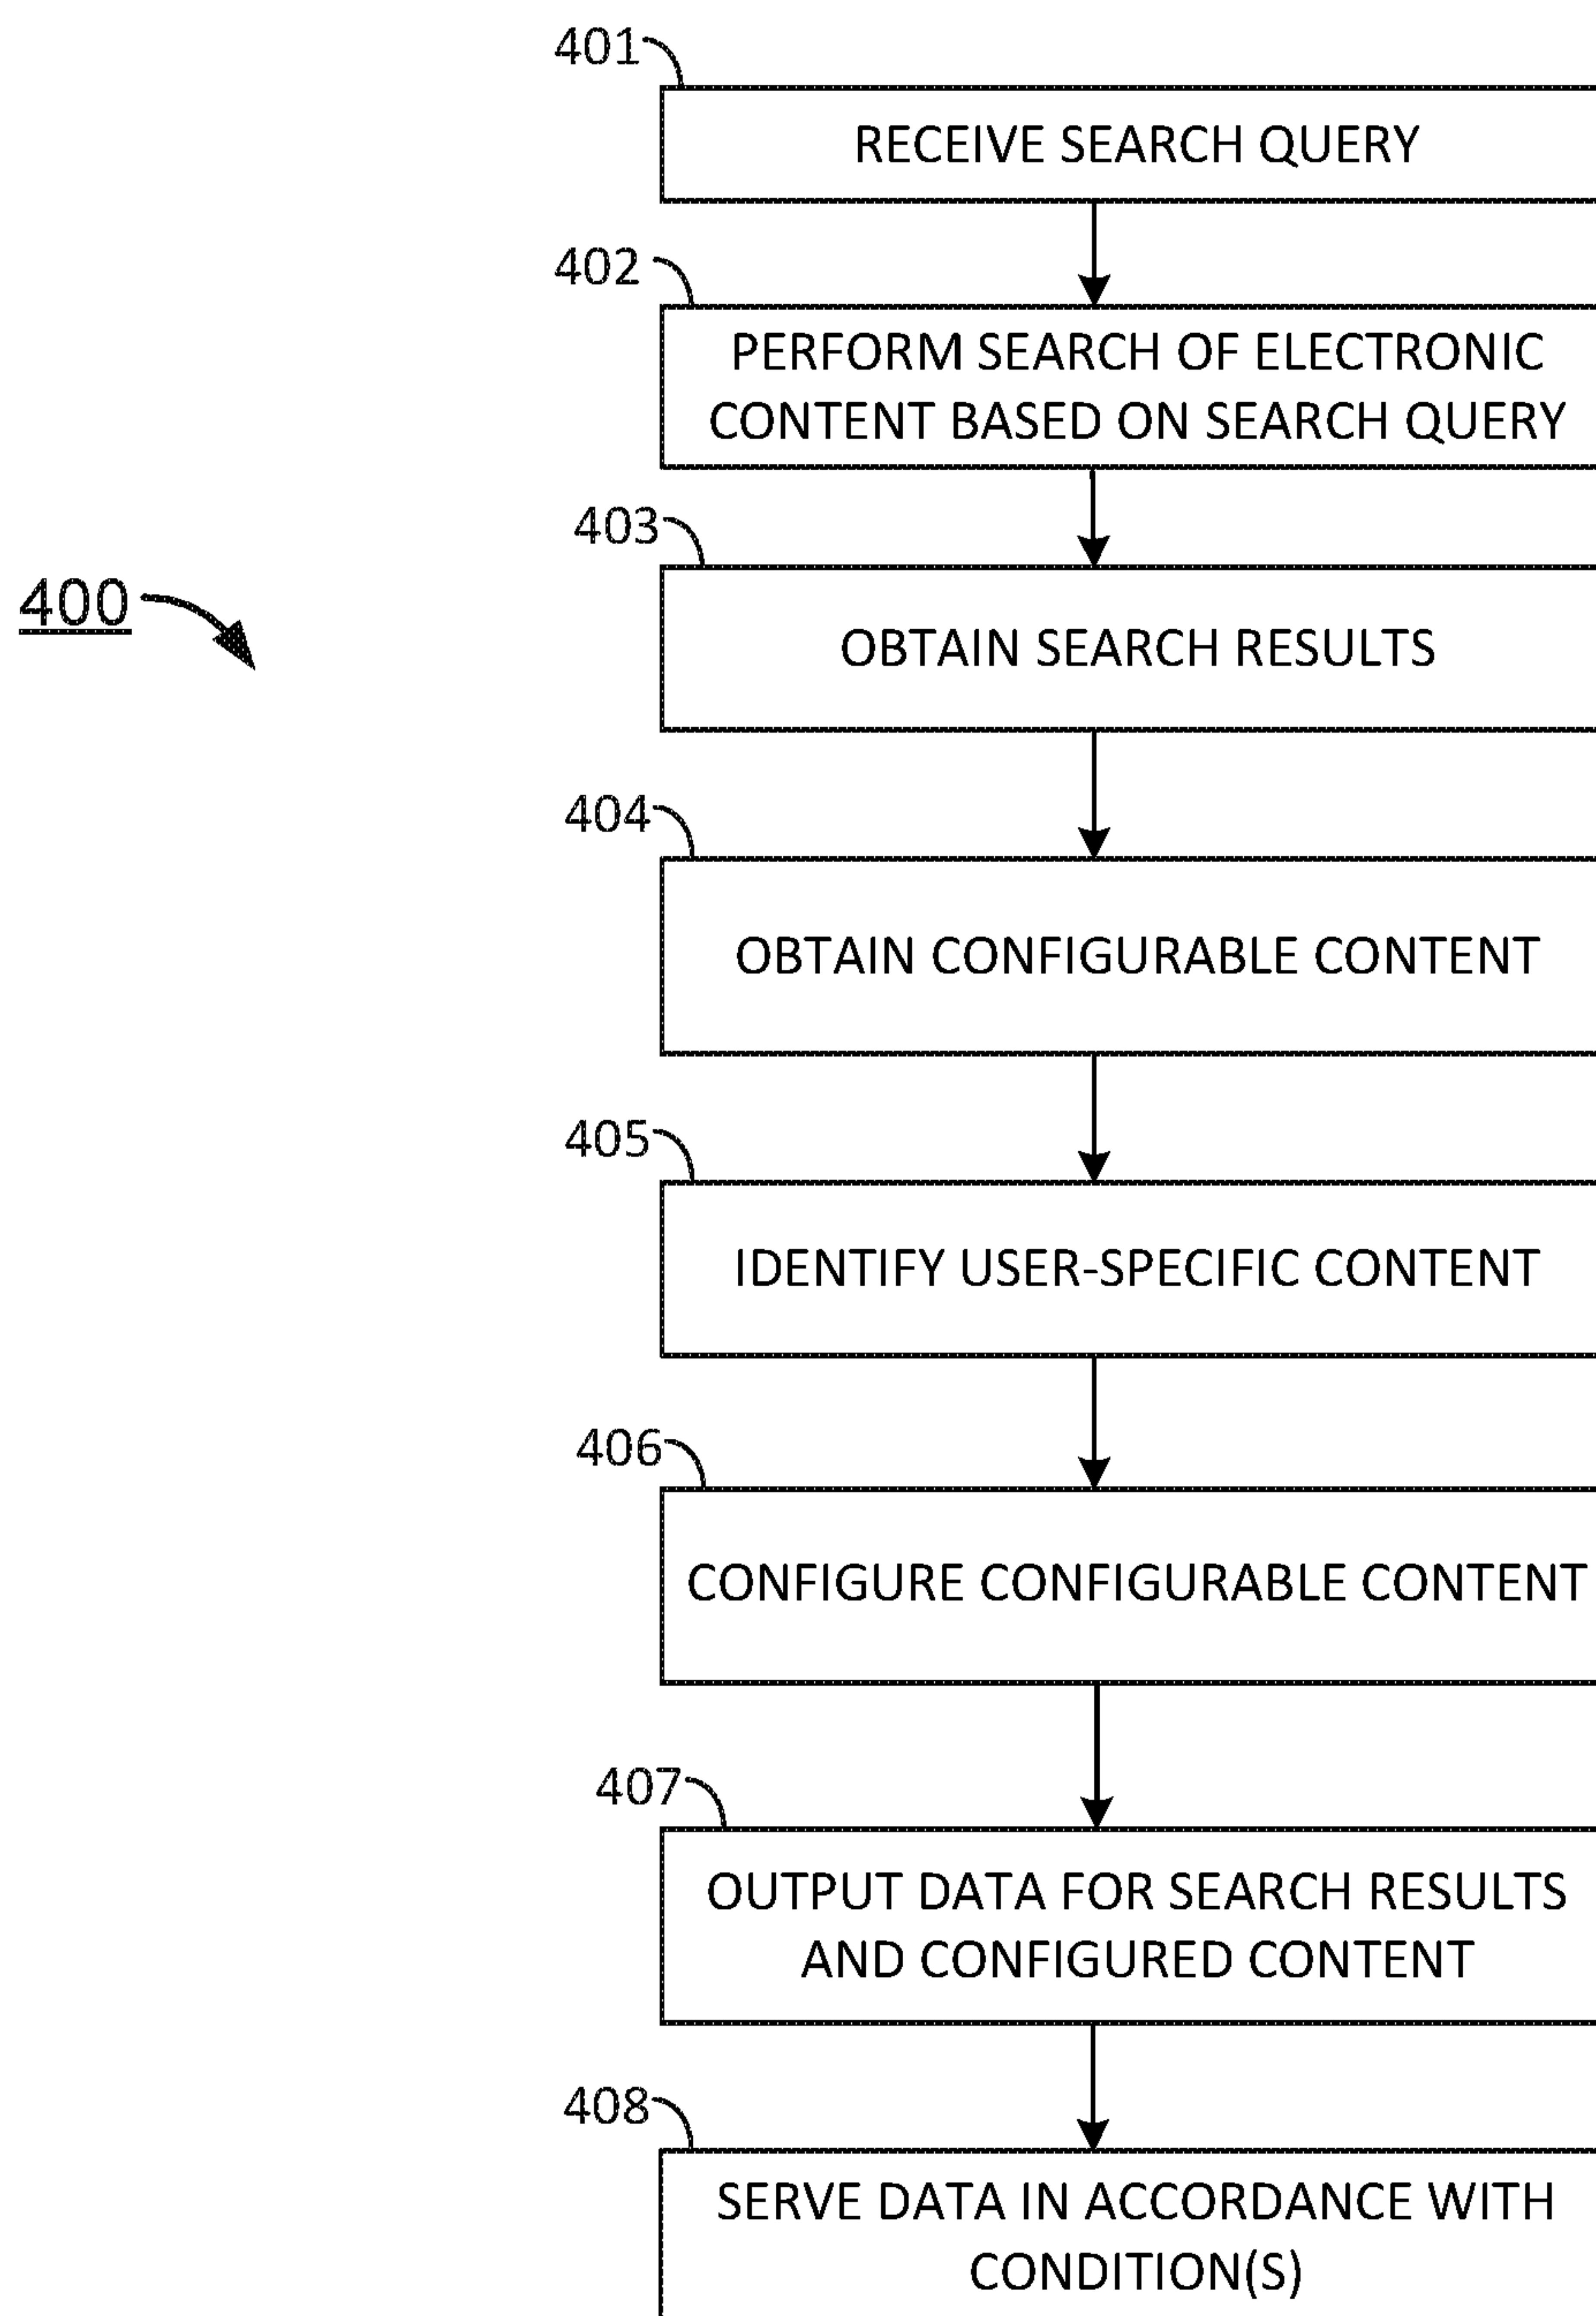 401
RECEIVE SEARCH QUERY
402
PERFORM SEARCH OF ELECTRONIC
CONTENT BASED ON SEARCH QUERY
403
400
OBTAIN SEARCH RESULTS
404
OBTAIN CONFIGURABLE CONTENT
405
IDENTIFY USER-SPECIFIC CONTENT
406
CONFIGURE CONFIGURABLE CONTENT
407
OUTPUT DATA FOR SEARCH RESULTS
AND CONFIGURED CONTENT
408
SERVE DATA IN ACCORDANCE WITH
CONDITION(S)